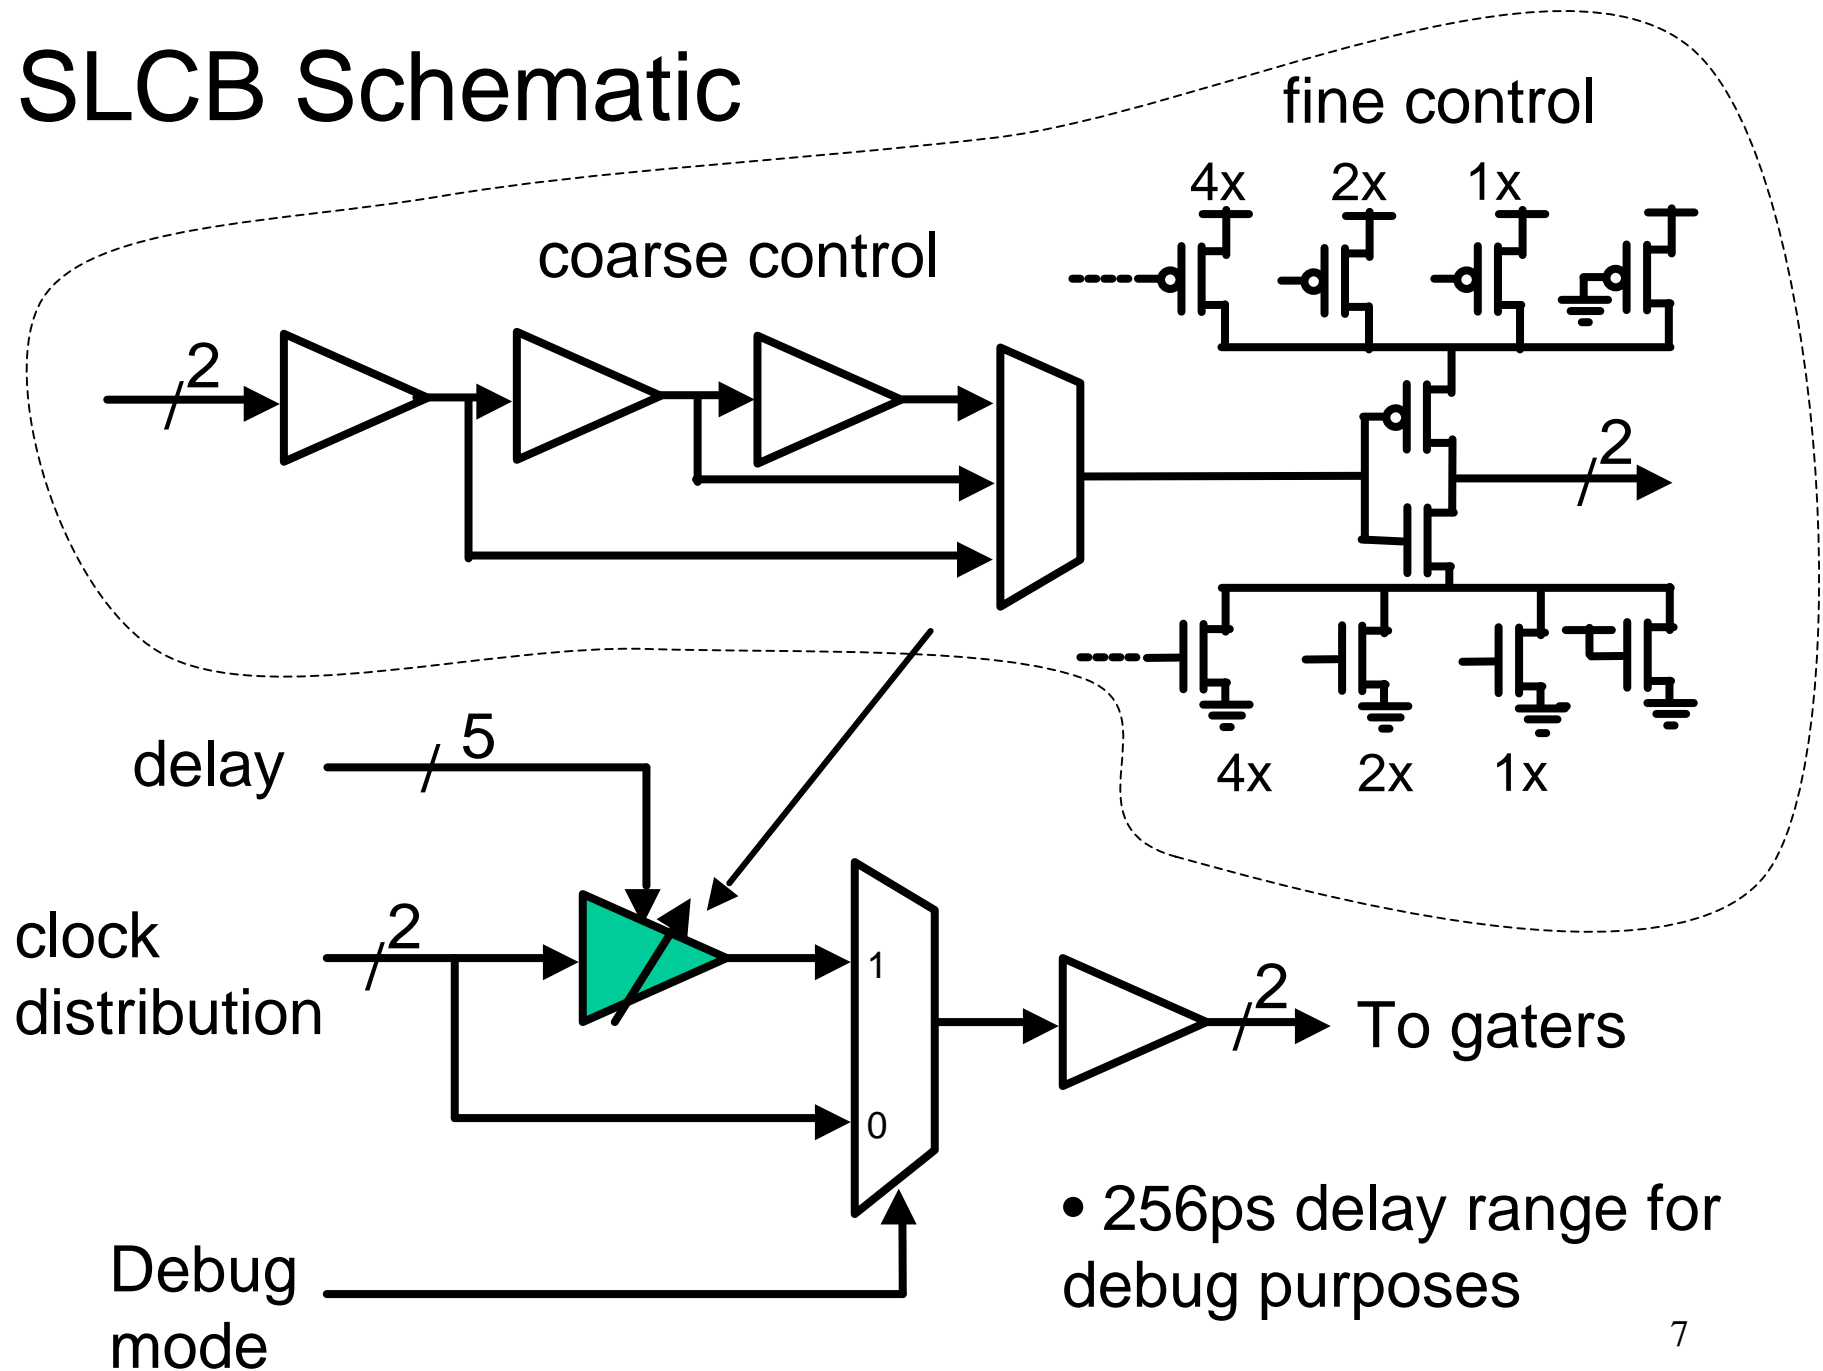 SLCB Schematic
fine control
4x 2x 1x
coarse control
2
2
4x 2x 1x
delay
5
clock
distribution
2
1
0
2
To gaters
• 256ps delay range for
debug purposes
Debug
mode
7